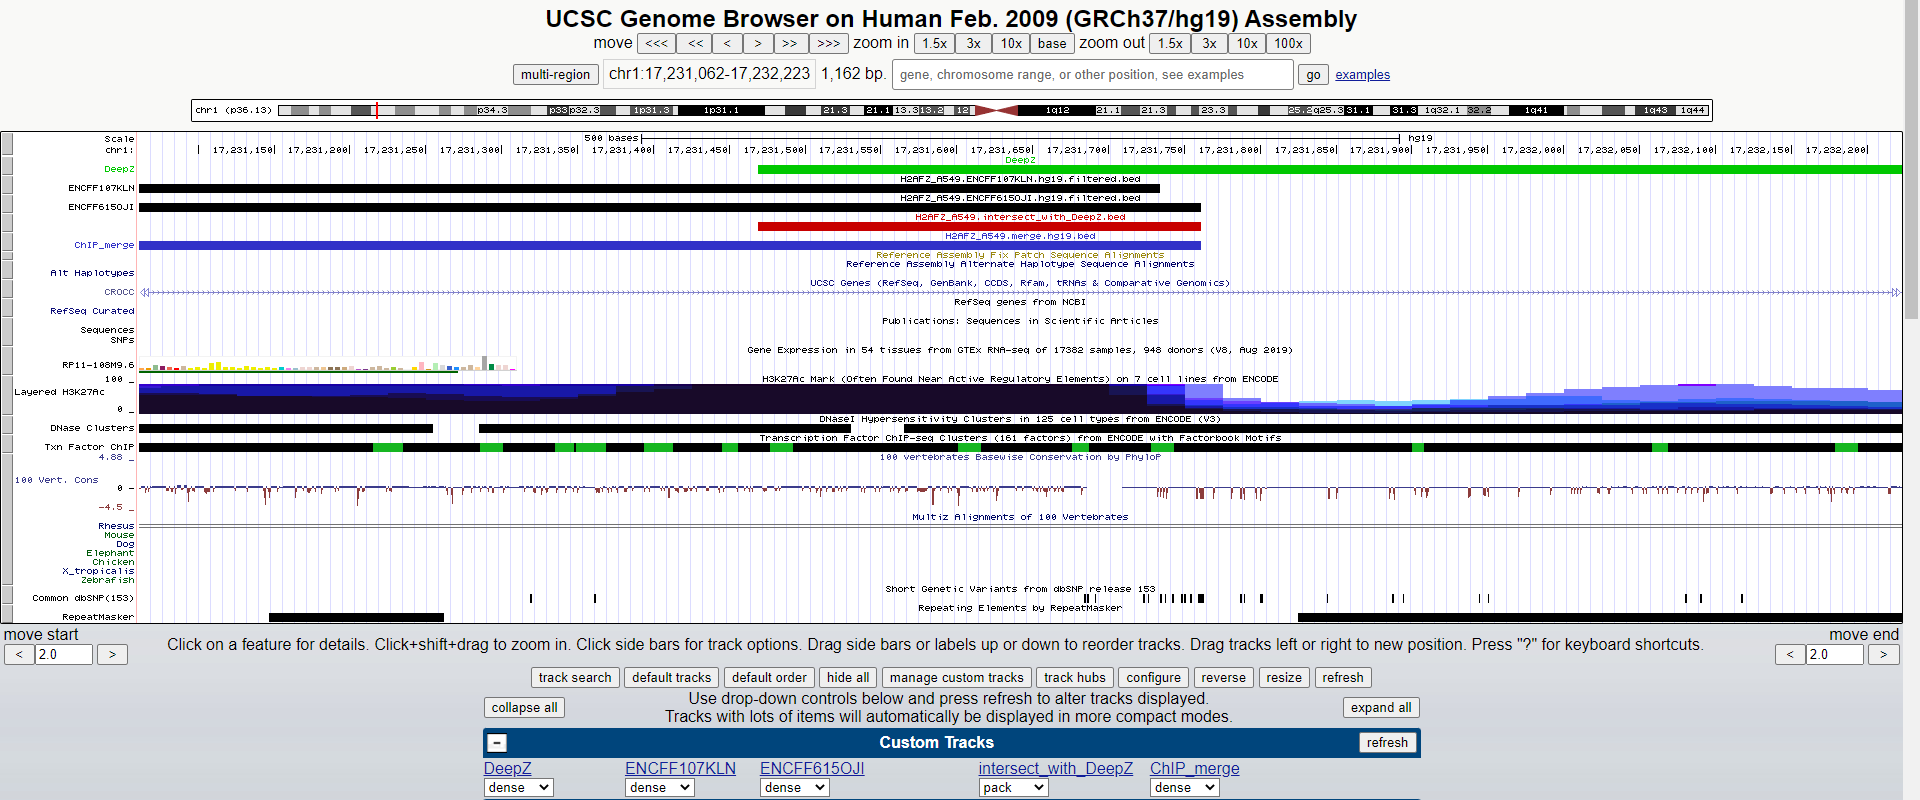 UCSC Genome Browser on Human Feb. 2009 (GRCh37/hg19) Assembly
move <<< << < > >> >>> zoom in 1.5x 3x 10x base zoom out 1.5x 3x 10x 100x
multi-region chr1:17,231,062-17,232,223 1,162 bp. gene, chromosome range, or other position, see examples go examples
chr1 (p36.13) p34.3 p33 p32.3 1p31.3 1p31.1 21.3 21.1 13.3 13.2 12 1q12 21.1 21.3 23.3 25.2 q25.3 31.1 31.3 1q32.1 32.2 1q41 1q43 1q44
Scale 500 bases hg19
chr1: 17,231,150 17,231,200 17,231,250 17,231,300 17,231,350 17,231,400 17,231,450 17,231,500 17,231,550 17,231,600 17,231,650 17,231,700 17,231,750 17,231,800 17,231,850 17,231,900 17,231,950 17,232,000 17,232,050 17,232,100 17,232,150 17,232,200
DeepZ
DeepZ
H2AFZ_A549.ENCFF107KLN.hg19.filtered.bed
ENCFF107KLN
H2AFZ_A549.ENCFF615OJI.hg19.filtered.bed
ENCFF615OJI
H2AFZ_A549.intersect_with_DeepZ.bed
H2AFZ_A549.merge.hg19.bed
ChIP_merge
Reference Assembly Fix Patch Sequence Alignments
Reference Assembly Alternate Haplotype Sequence Alignments
Alt Haplotypes
UCSC Genes (RefSeq, GenBank, CCDS, Rfam, tRNAs & Comparative Genomics)
CROCC
RefSeq genes from NCBI
RefSeq Curated
Publications: Sequences in Scientific Articles
Sequences
SNPs
Gene Expression in 54 tissues from GTEx RNA-seq of 17382 samples, 948 donors (V8, Aug 2019)
RP11-108M9.6
H3K27Ac Mark (Often Found Near Active Regulatory Elements) on 7 cell lines from ENCODE
100 _
Layered H3K27Ac
0 _
DNaseI Hypersensitivity Clusters in 125 cell types from ENCODE (V3)
DNase Clusters
Transcription Factor ChIP-seq Clusters (161 factors) from ENCODE with Factorbook Motifs
Txn Factor ChIP
100 vertebrates Basewise Conservation by PhyloP
4.88 _
100 Vert. Cons
0 -
-4.5 _
Multiz Alignments of 100 Vertebrates
Rhesus
Mouse
Dog
Elephant
Chicken
X_tropicalis
Zebrafish
Short Genetic Variants from dbSNP release 153
Common dbSNP(153)
Repeating Elements by RepeatMasker
RepeatMasker
move start Click on a feature for details. Click+shift+drag to zoom in. Click side bars for track options. Drag side bars or labels up or down to reorder tracks. Drag tracks left or right to new position. Press "?" for keyboard shortcuts. move end
< 2.0 > < 2.0 >
track search default tracks default order hide all manage custom tracks track hubs configure reverse resize refresh
collapse all Use drop-down controls below and press refresh to alter tracks displayed. expand all
Tracks with lots of items will automatically be displayed in more compact modes.
- Custom Tracks refresh
DeepZ ENCFF107KLN ENCFF615OJI intersect_with_DeepZ ChIP_merge
dense dense dense pack dense